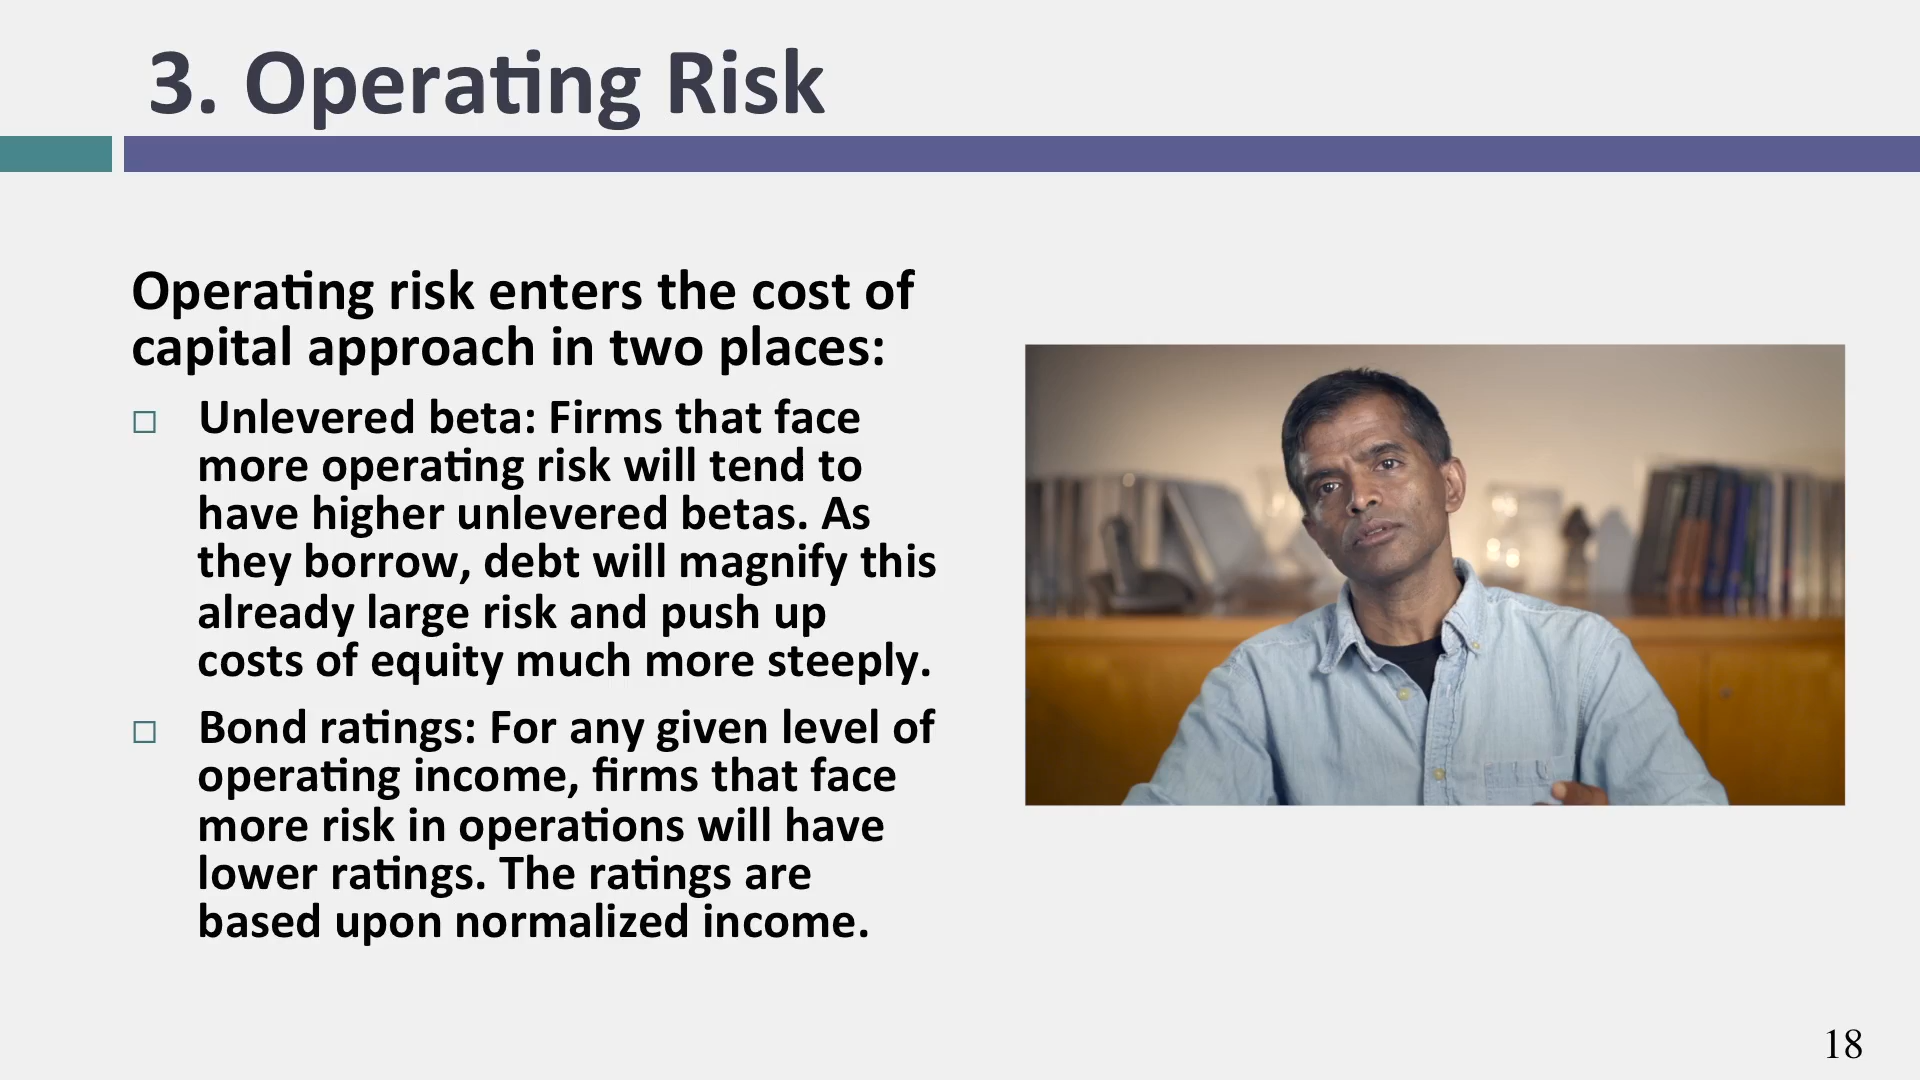 3. Operating Risk
Operating risk enters the cost of
capital approach in two places:
Unlevered beta: Firms that face
more operating risk will tend to
have higher unlevered betas. As
they borrow, debt will magnify this
already large risk and push up
costs of equity much more steeply.
Bond ratings: For any given level of
operating income, firms that face
more risk in operations will have
lower ratings. The ratings are
based upon normalized income.
18